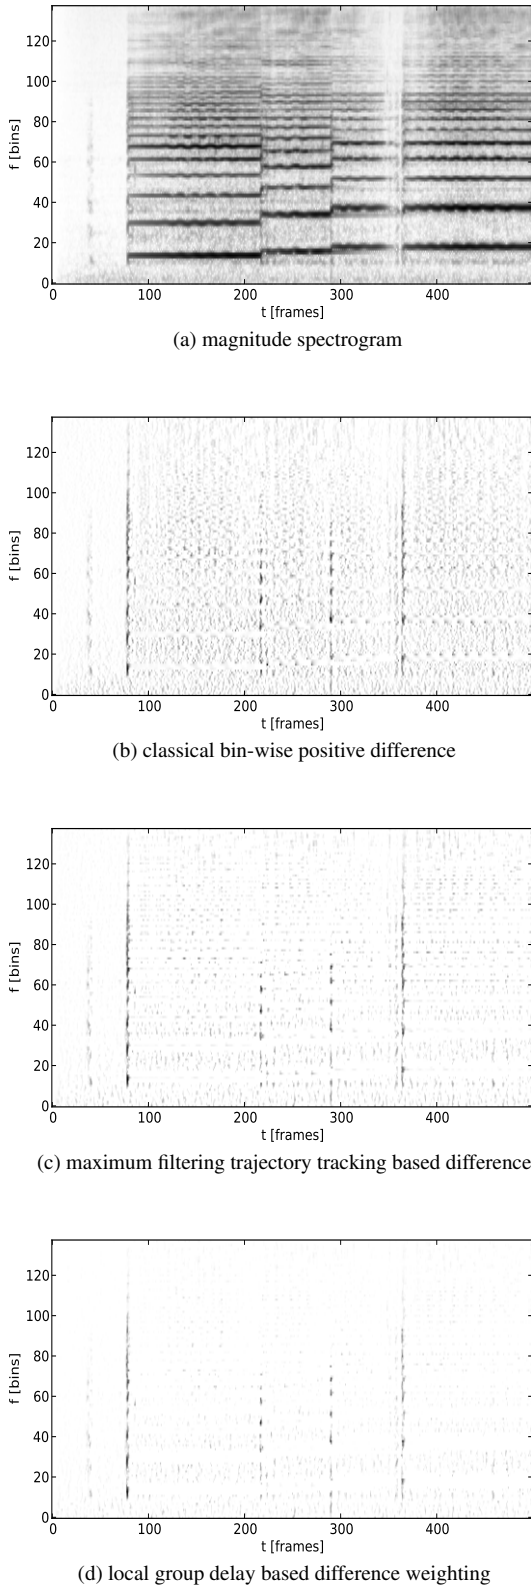 120
100
80
60
40
20
0
f [bins]
0 100 200 300 400
t [frames]
(a) magnitude spectrogram
120
100
80
60
40
20
0
f [bins]
0 100 200 300 400
t [frames]
(b) classical bin-wise positive difference
120
100
80
60
40
20
0
f [bins]
0 100 200 300 400
t [frames]
(c) maximum filtering trajectory tracking based difference
120
100
80
60
40
20
0
f [bins]
0 100 200 300 400
t [frames]
(d) local group delay based difference weighting